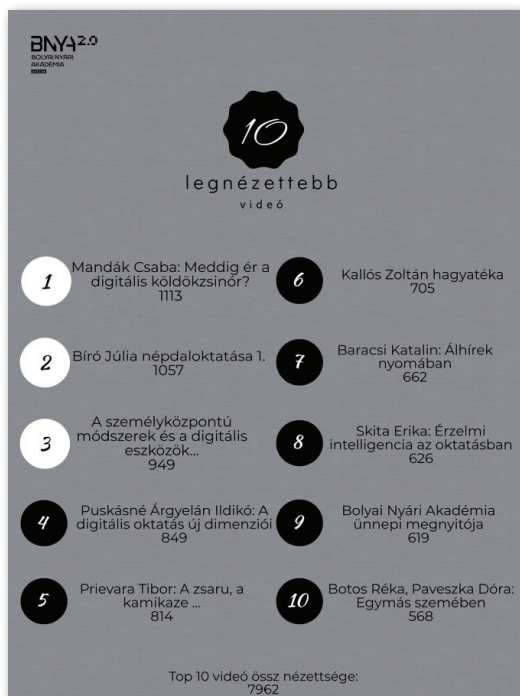 BNYA 2.0
BOLYAI NYÁRI
AKADÉMIA
10
legnézettebb
videó
1
Mandák Csaba: Meddig ér a
digitális köldökzsinór?
1113
2
Bíró Júlia népdaloktatása 1.
1057
3
A személyközpontú
módszerek és a digitális
eszközök...
949
4
Puskásné Árgyelán Ildikó: A
digitális oktatás új dimenziói
849
5
Prievara Tibor: A zsaru, a
kamikaze ...
814
6
Kallós Zoltán hagyatéka
705
7
Baracsi Katalin: Álhírek
nyomában
662
8
Skita Erika: Érzelmi
intelligencia az oktatásban
626
9
Bolyai Nyári Akadémia
ünnepi megnyitója
619
10
Botos Réka, Paveszka Dóra:
Egymás szemében
568
Top 10 videó össz nézettsége:
7962